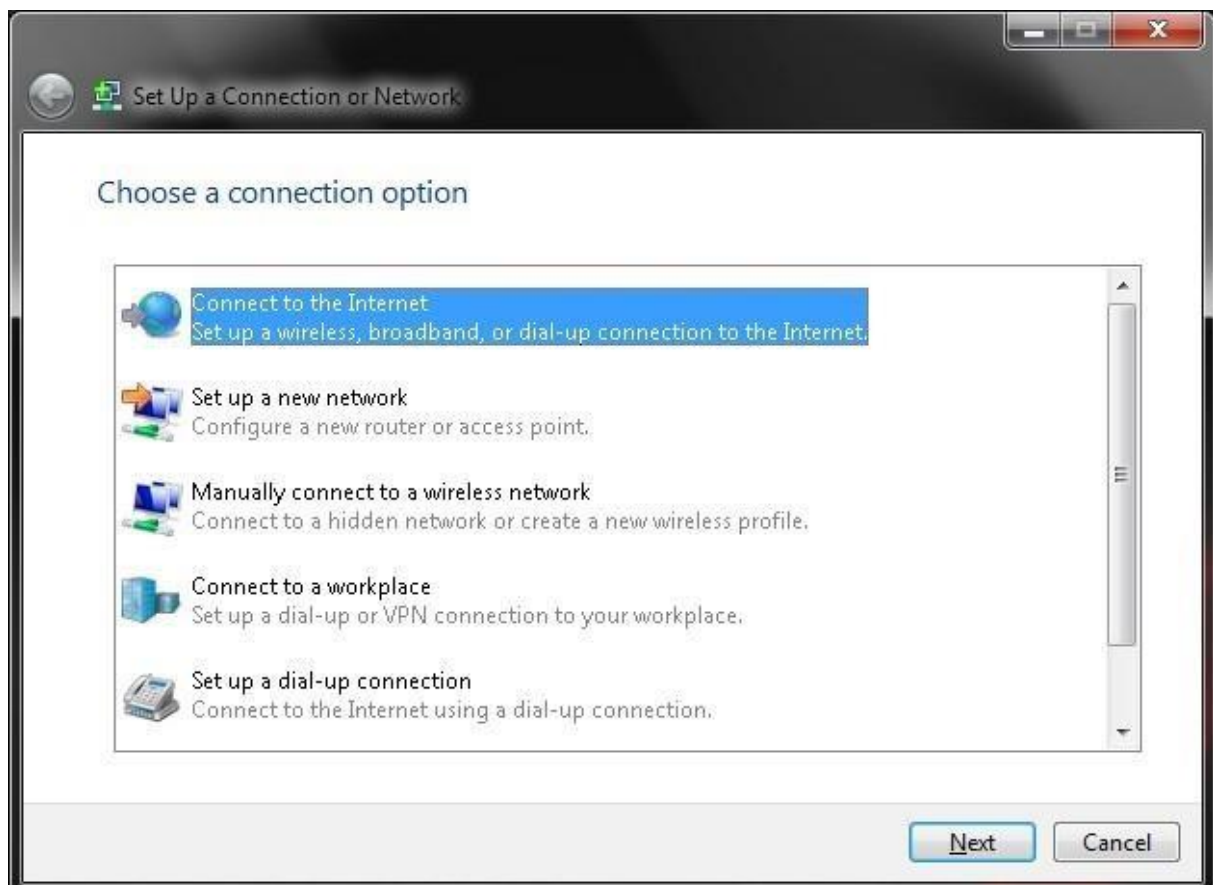 Set Up a Connection or Network
Choose a connection option
Connect to the Internet
Set up a wireless, broadband, or dial-up connection to the Internet.
Set up a new network
Configure a new router or access point.
Manually connect to a wireless network
Connect to a hidden network or create a new wireless profile.
Connect to a workplace
Set up a dial-up or VPN connection to your workplace.
Set up a dial-up connection
Connect to the Internet using a dial-up connection.
Next
Cancel